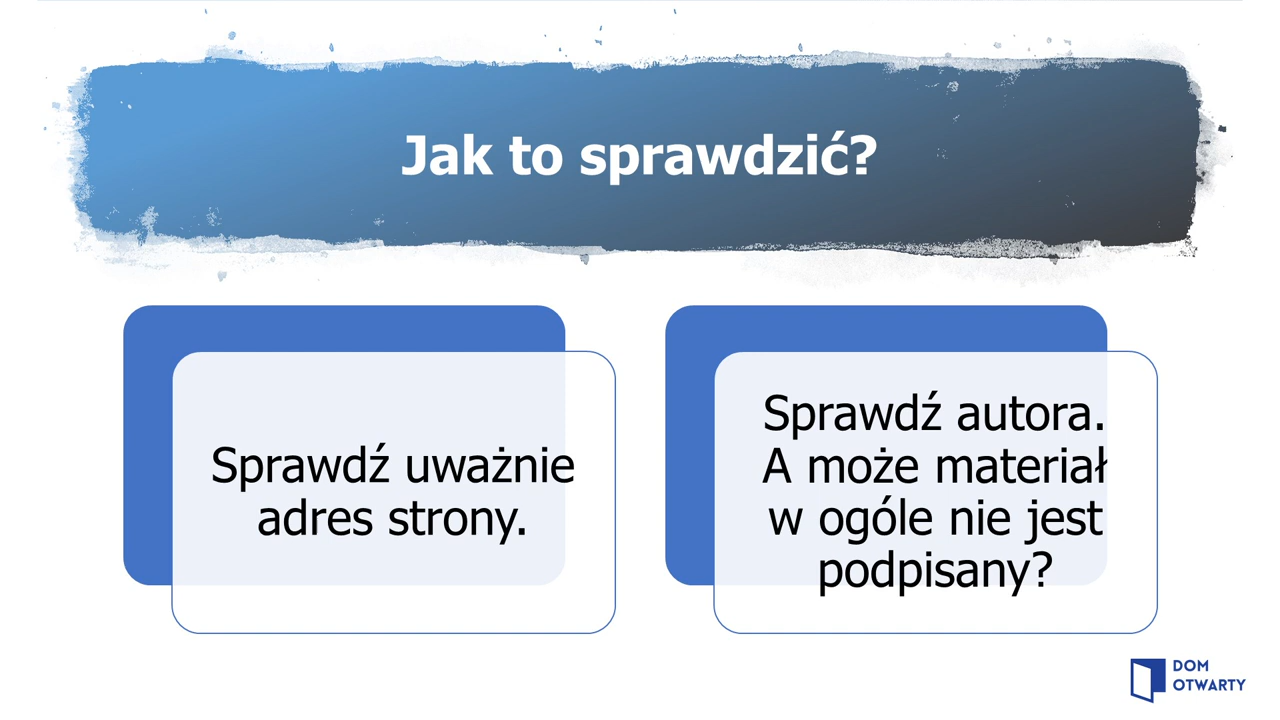 Jak to sprawdzić?
Sprawdź uważnie
adres strony.
Sprawdź autora.
A może materiał
w ogóle nie jest
podpisany?
DOM
OTWARTY